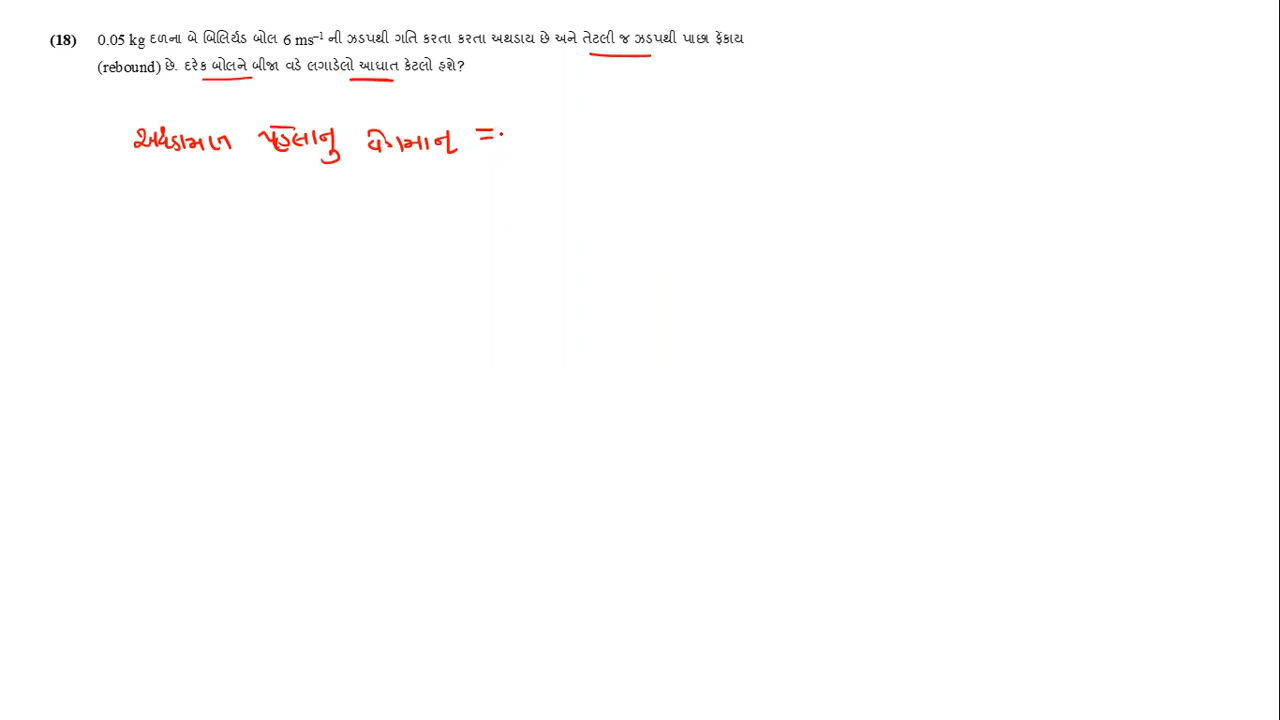 (18) 0.05 kg દળના બે બિલિર્યડ બોલ 6 ms⁻¹ ની ઝડપથી ગતિ કરતા કરતા અથડાય છે અને તેટલી જ ઝડપથી પાછા ફેંકાય
(rebound) છે. દરેક બોલને બીજા વડે લગાડેલો આઘાત કેટલો હશે?
અથડામણ પહેલાનુ વેગમાન =